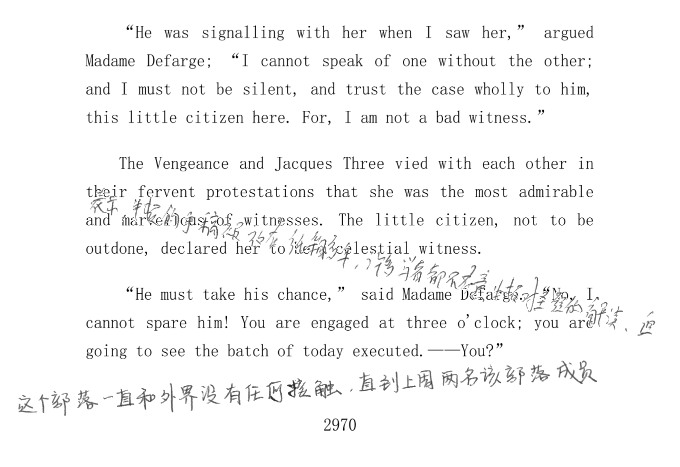 “He was signalling with her when I saw her,” argued
Madame Defarge; “I cannot speak of one without the other;
and I must not be silent, and trust the case wholly to him,
this little citizen here. For, I am not a bad witness.”
The Vengeance and Jacques Three vied with each other in
their fervent protestations that she was the most admirable
and marvellous of witnesses. The little citizen, not to be
outdone, declared her to be a celestial witness.
“He must take his chance,” said Madame Defarge. “No, I
cannot spare him! You are engaged at three o'clock; you are
going to see the batch of today executed.——You?”
这个部落一直和外界没有任何接触，直到上周两名该部落成员
2970